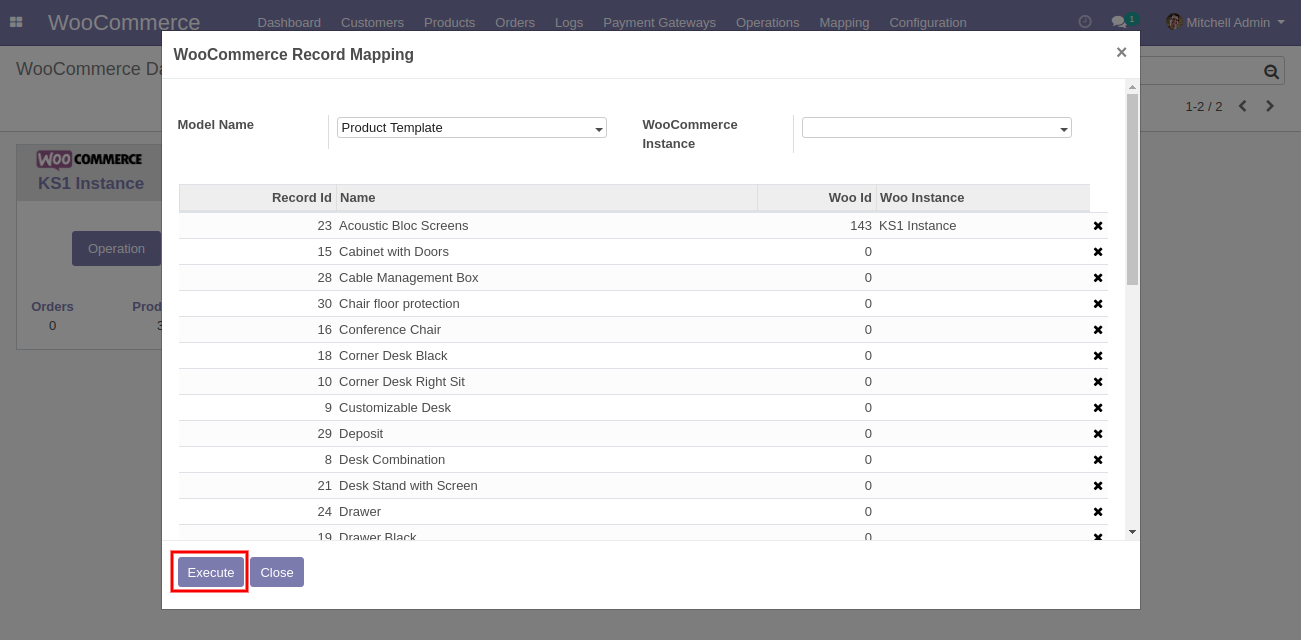 WooCommerce Dashboard Customers Products Orders Logs Payment Gateways Operations Mapping Configuration 1 Mitchell Admin
WooCommerce Record Mapping ×
WooCommerce Da
1-2 / 2
Model Name Product Template WooCommerce Instance
WOO COMMERCE
KS1 Instance
Operation
Orders Prod
0 3
Record Id Name Woo Id Woo Instance
23 Acoustic Bloc Screens 143 KS1 Instance
15 Cabinet with Doors 0
28 Cable Management Box 0
30 Chair floor protection 0
16 Conference Chair 0
18 Corner Desk Black 0
10 Corner Desk Right Sit 0
9 Customizable Desk 0
29 Deposit 0
8 Desk Combination 0
21 Desk Stand with Screen 0
24 Drawer 0
19 Drawer Black 0
Execute Close